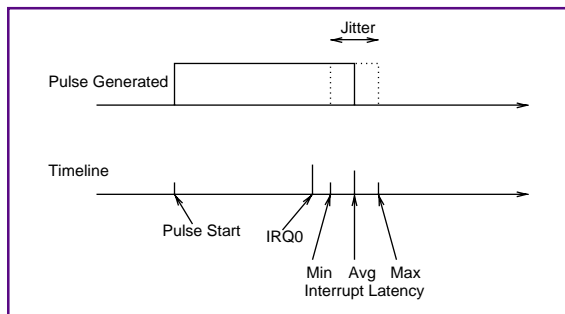 Jitter
Pulse Generated
Timeline
Pulse Start
IRQ0
Min Avg Max
Interrupt Latency